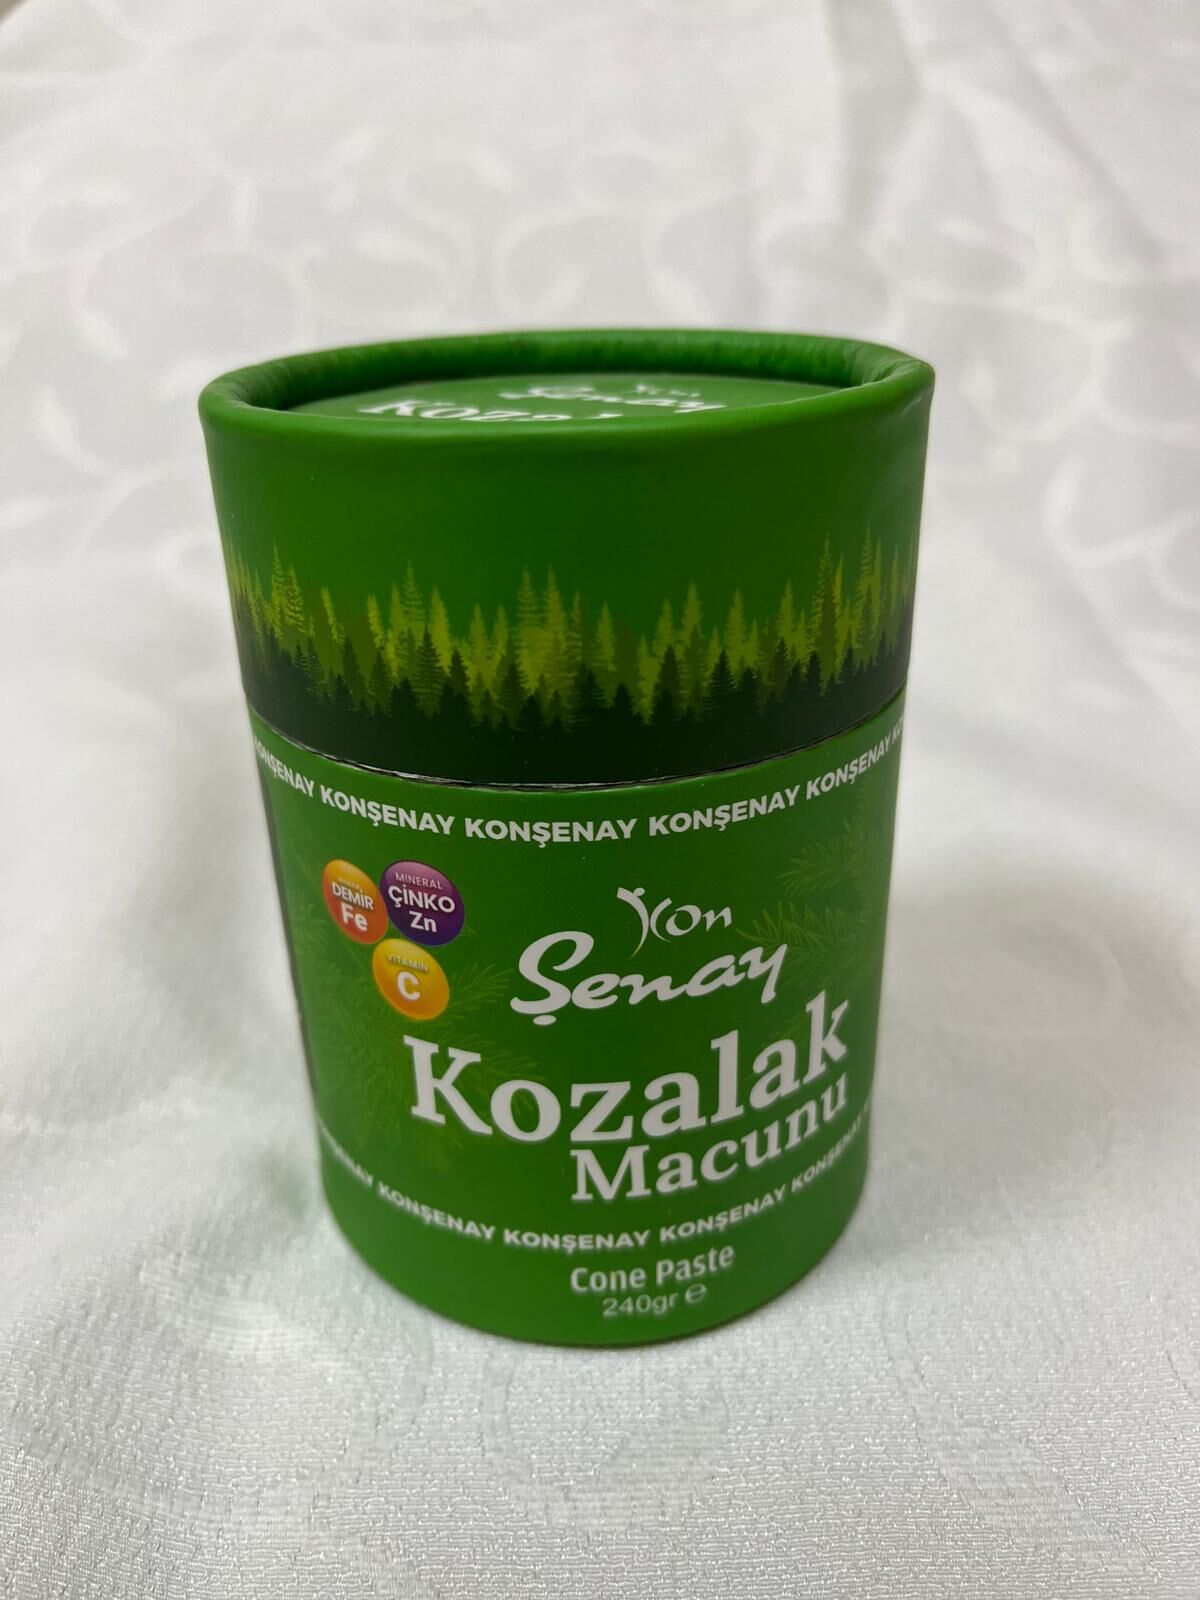 Kon
Şenay
KONŞENAY KONŞENAY KONŞENAY KONŞENAY
MİNERAL
DEMİR
Fe
MİNERAL
ÇİNKO
Zn
VİTAMİN
C
Kon
Şenay
Kozalak
Macunu
KONŞENAY KONŞENAY KONŞENAY KONŞENAY
Cone Paste
240gr ℮